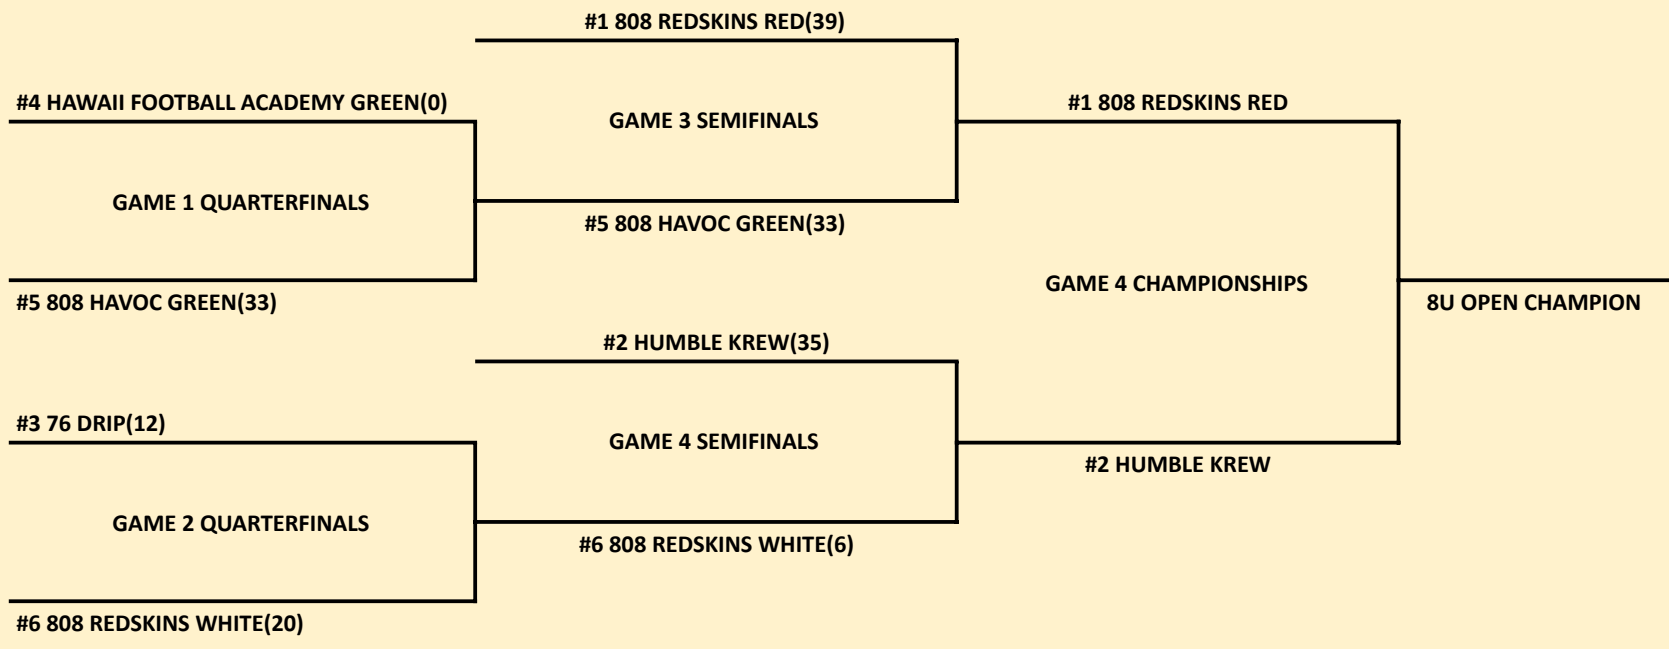 #1 808 REDSKINS RED(39)
#4 HAWAII FOOTBALL ACADEMY GREEN(0)
GAME 3 SEMIFINALS
#1 808 REDSKINS RED
GAME 1 QUARTERFINALS
#5 808 HAVOC GREEN(33)
GAME 4 CHAMPIONSHIPS
#5 808 HAVOC GREEN(33)
8U OPEN CHAMPION
#2 HUMBLE KREW(35)
#3 76 DRIP(12)
GAME 4 SEMIFINALS
#2 HUMBLE KREW
GAME 2 QUARTERFINALS
#6 808 REDSKINS WHITE(6)
#6 808 REDSKINS WHITE(20)